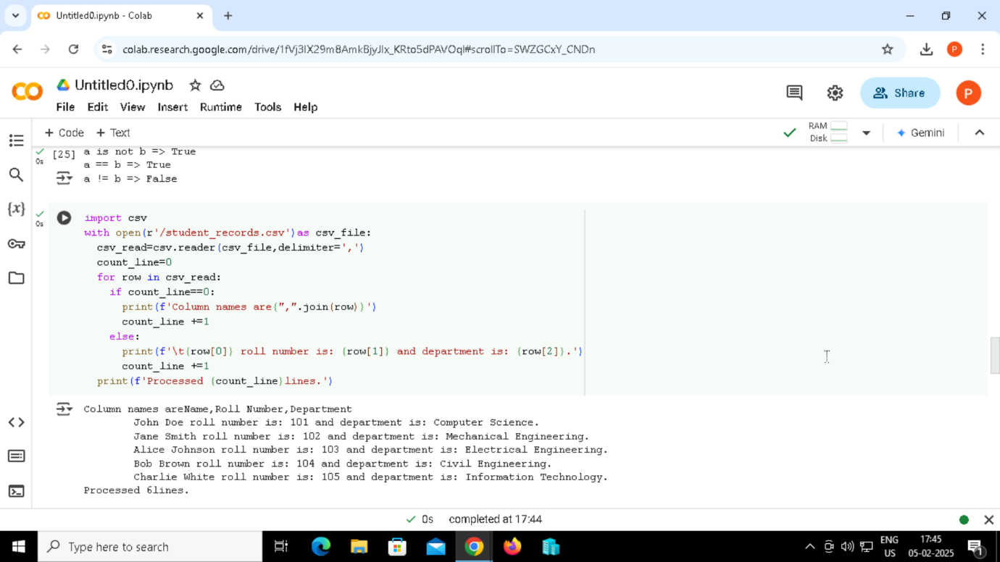 Untitled0.ipynb - Colab
colab.research.google.com/drive/1fVj3IX29m8AmkBjyJlx_KRto5dPAVOqI#scrollTo=SWZGCxY_CNDn
P
Untitled0.ipynb
File Edit View Insert Runtime Tools Help
Share
P
+ Code + Text
RAM
Disk
Gemini
0s
[25] a is not b => True
a == b => True
a != b => False
0s
import csv
with open(r'/student_records.csv')as csv_file:
  csv_read=csv.reader(csv_file,delimiter=',')
  count_line=0
  for row in csv_read:
    if count_line==0:
      print(f'Column names are{",".join(row)}')
      count_line +=1
    else:
      print(f'\t{row[0]} roll number is: {row[1]} and department is: {row[2]}.')
      count_line +=1
  print(f'Processed {count_line}lines.')
Column names areName,Roll Number,Department
        John Doe roll number is: 101 and department is: Computer Science.
        Jane Smith roll number is: 102 and department is: Mechanical Engineering.
        Alice Johnson roll number is: 103 and department is: Electrical Engineering.
        Bob Brown roll number is: 104 and department is: Civil Engineering.
        Charlie White roll number is: 105 and department is: Information Technology.
Processed 6lines.
0s completed at 17:44
Type here to search
ENG
US
17:45
05-02-2025
1